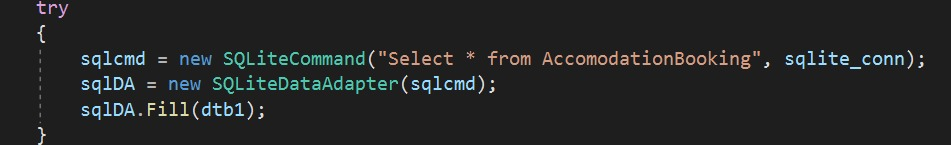 try
{
sqlcmd = new SQLiteCommand("Select * from AccomodationBooking", sqlite_conn);
sqlDA = new SQLiteDataAdapter(sqlcmd);
sqlDA.Fill(dtb1);
}